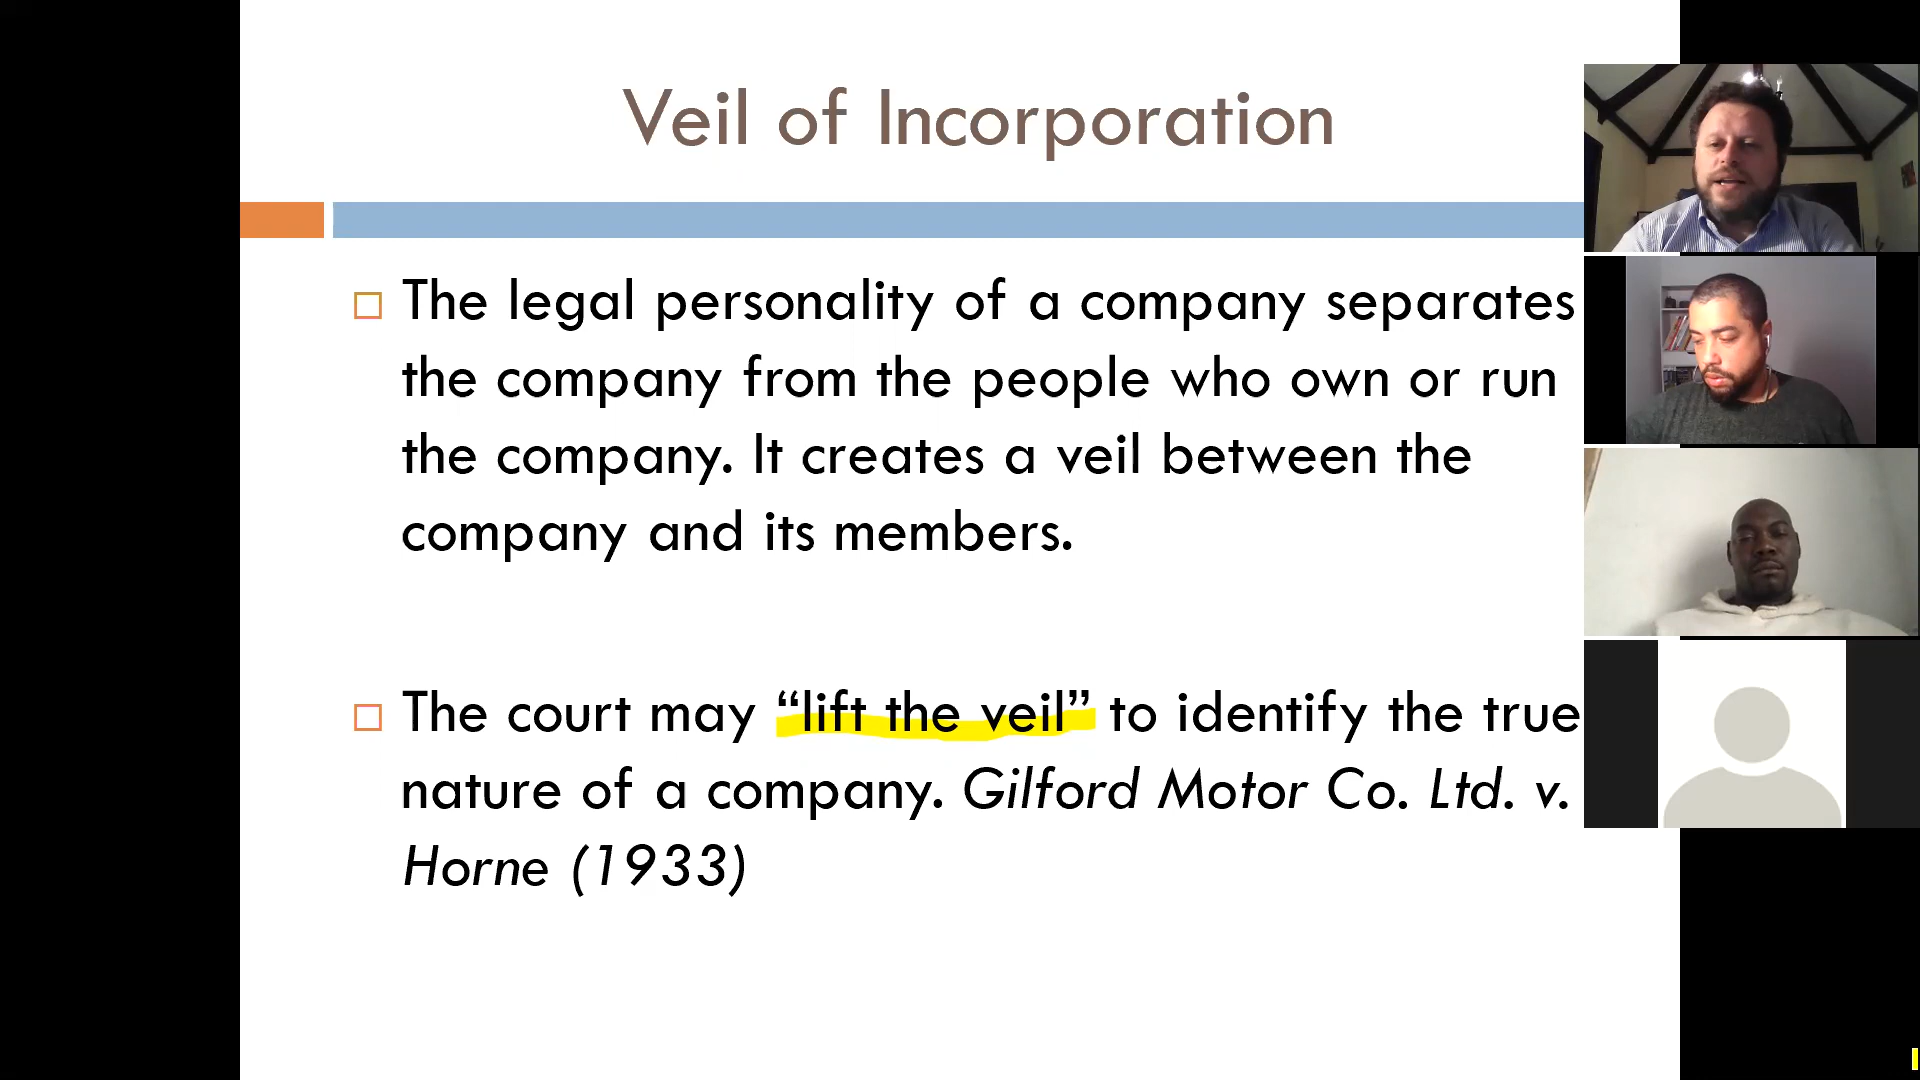 Veil of Incorporation
The legal personality of a company separates
the company from the people who own or run
the company. It creates a veil between the
company and its members.
The court may “lift the veil” to identify the true
nature of a company. Gilford Motor Co. Ltd. v.
Horne (1933)